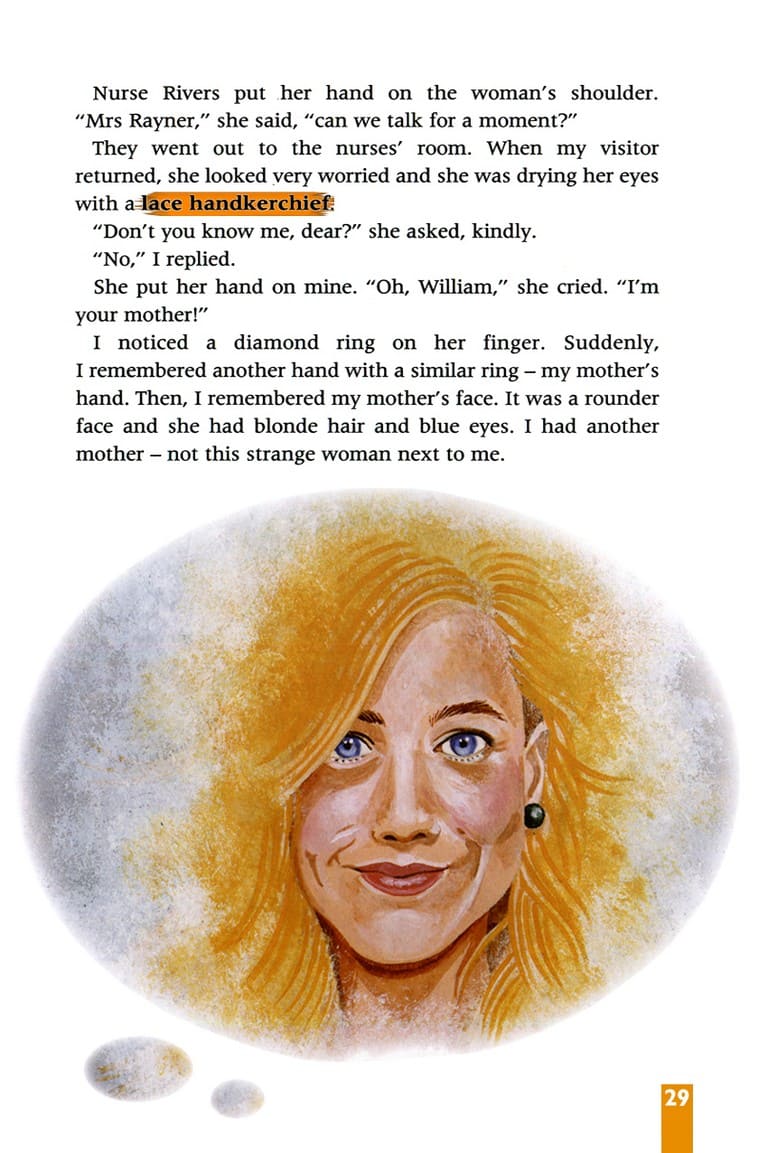 Nurse Rivers put her hand on the woman's shoulder.
“Mrs Rayner,” she said, “can we talk for a moment?”
They went out to the nurses' room. When my visitor
returned, she looked very worried and she was drying her eyes
with a lace handkerchief.
“Don't you know me, dear?” she asked, kindly.
“No,” I replied.
She put her hand on mine. “Oh, William,” she cried. “I'm
your mother!”
I noticed a diamond ring on her finger. Suddenly,
I remembered another hand with a similar ring – my mother's
hand. Then, I remembered my mother's face. It was a rounder
face and she had blonde hair and blue eyes. I had another
mother – not this strange woman next to me.
29